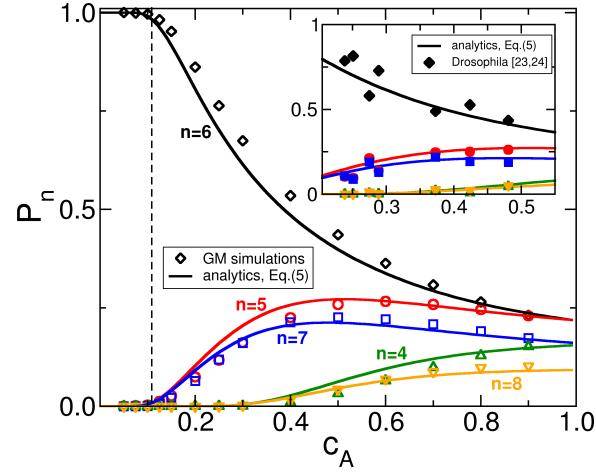 1.0
0.5
0.0
P_n
0.2
0.4
0.6
0.8
1.0
c_A
n=6
n=5
n=7
n=4
n=8
GM simulations
analytics, Eq.(5)
1
0.5
0
0.3
0.4
0.5
analytics, Eq.(5)
Drosophila [23,24]